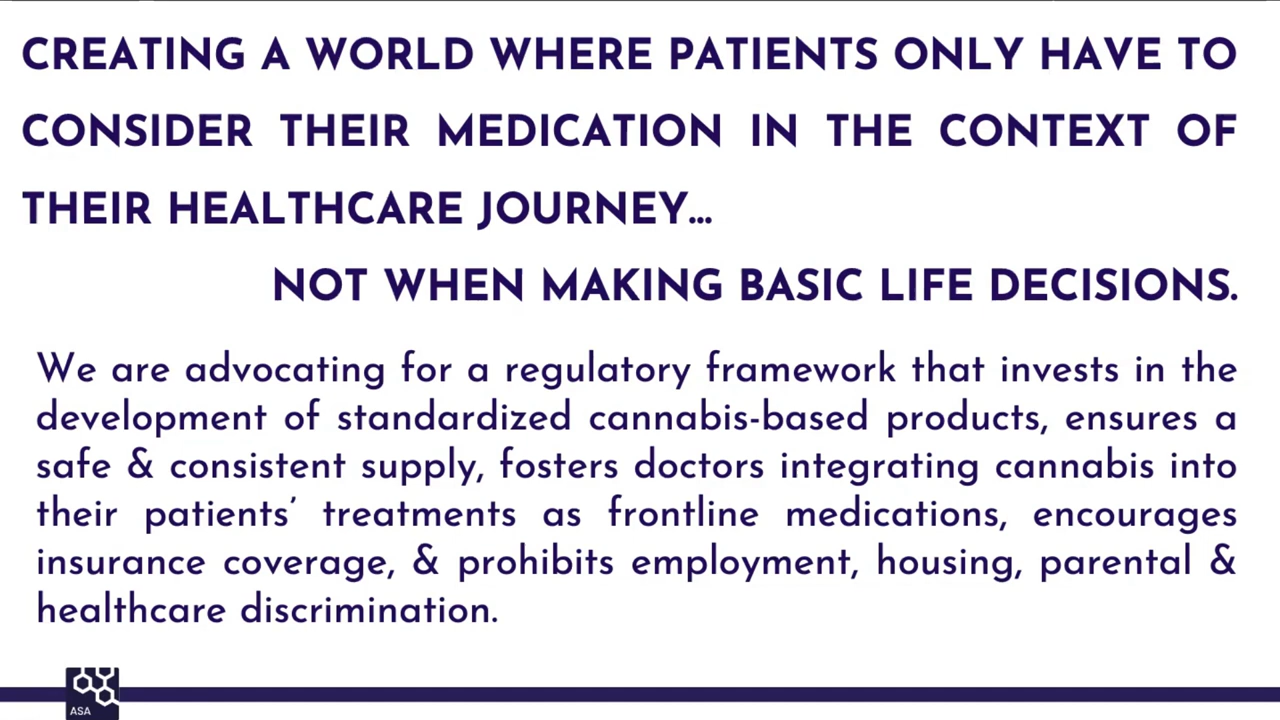 CREATING A WORLD WHERE PATIENTS ONLY HAVE TO
CONSIDER THEIR MEDICATION IN THE CONTEXT OF
THEIR HEALTHCARE JOURNEY...
NOT WHEN MAKING BASIC LIFE DECISIONS.
We are advocating for a regulatory framework that invests in the
development of standardized cannabis-based products, ensures a
safe & consistent supply, fosters doctors integrating cannabis into
their patients’ treatments as frontline medications, encourages
insurance coverage, & prohibits employment, housing, parental &
healthcare discrimination.
ASA